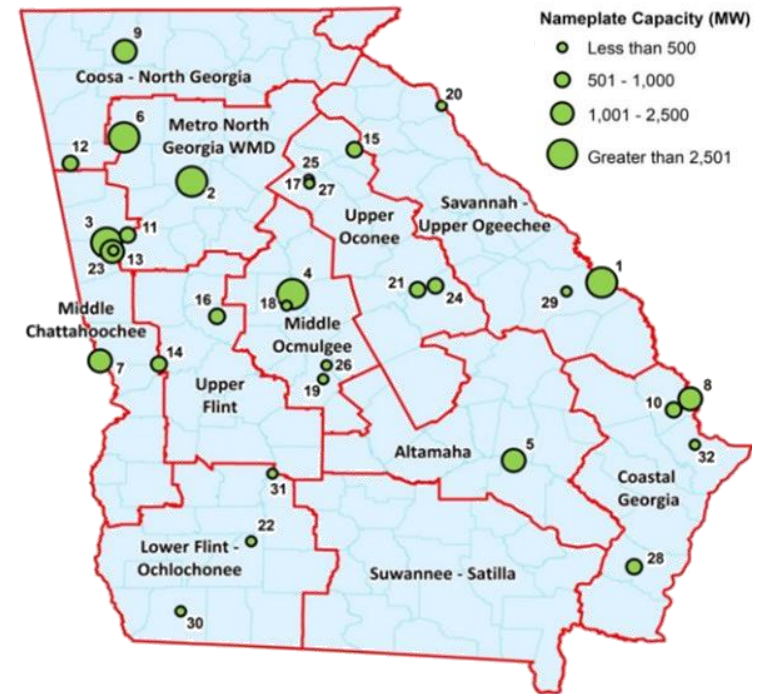 Nameplate Capacity (MW)
Less than 500
501 - 1,000
1,001 - 2,500
Greater than 2,501
9
Coosa - North Georgia
20
6
Metro North
Georgia WMD
12
15
25
17
27
2
Savannah -
Upper Ogeechee
Upper
Oconee
3
11
23
13
4
18
1
21
24
29
16
Middle
Chattahoochee
Middle
Ocmulgee
7
14
26
19
Upper
Flint
8
10
32
Altamaha
5
Coastal
Georgia
31
22
Lower Flint -
Ochlochonee
Suwannee - Satilla
28
30